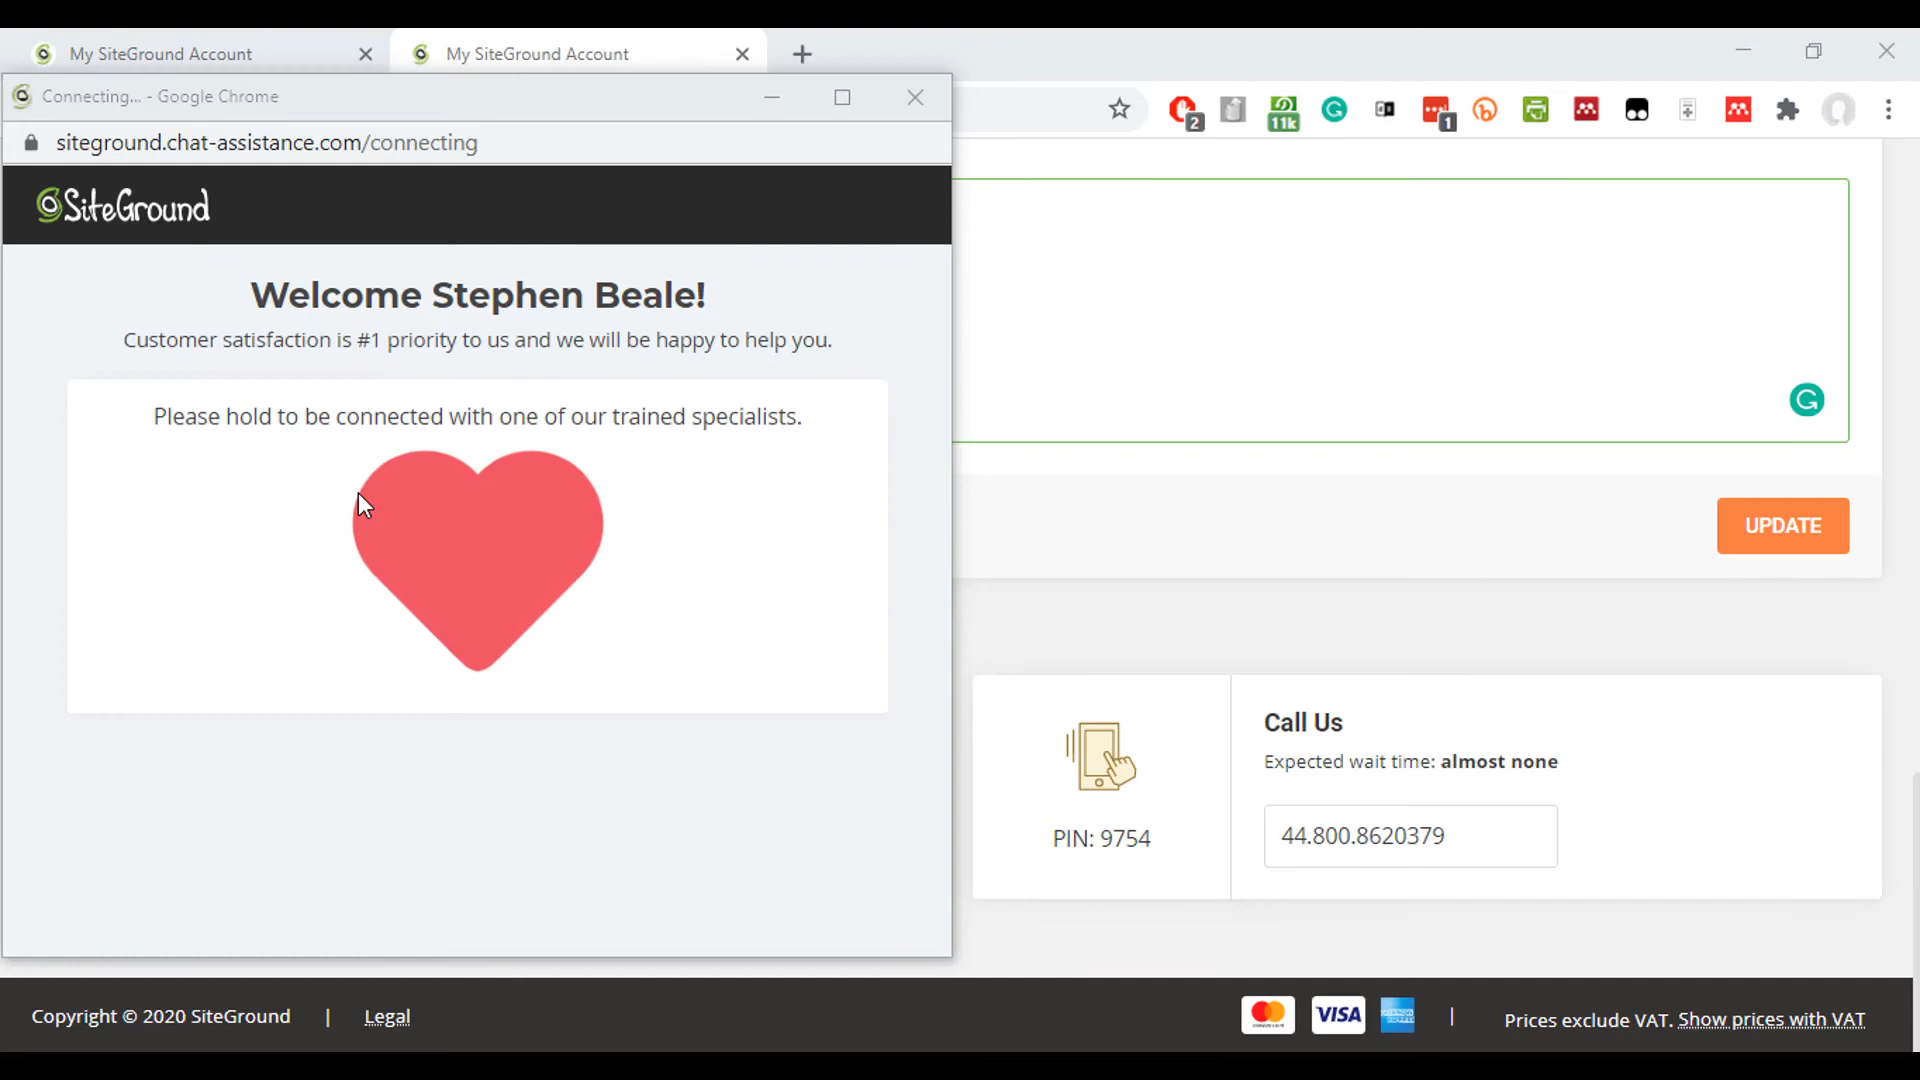 My SiteGround Account
My SiteGround Account
Connecting... - Google Chrome
siteground.chat-assistance.com/connecting
2
11k
1
SiteGround
Welcome Stephen Beale!
Customer satisfaction is #1 priority to us and we will be happy to help you.
Please hold to be connected with one of our trained specialists.
UPDATE
Call Us
Expected wait time: almost none
PIN: 9754
44.800.8620379
Copyright © 2020 SiteGround | Legal
VISA
| Prices exclude VAT. Show prices with VAT